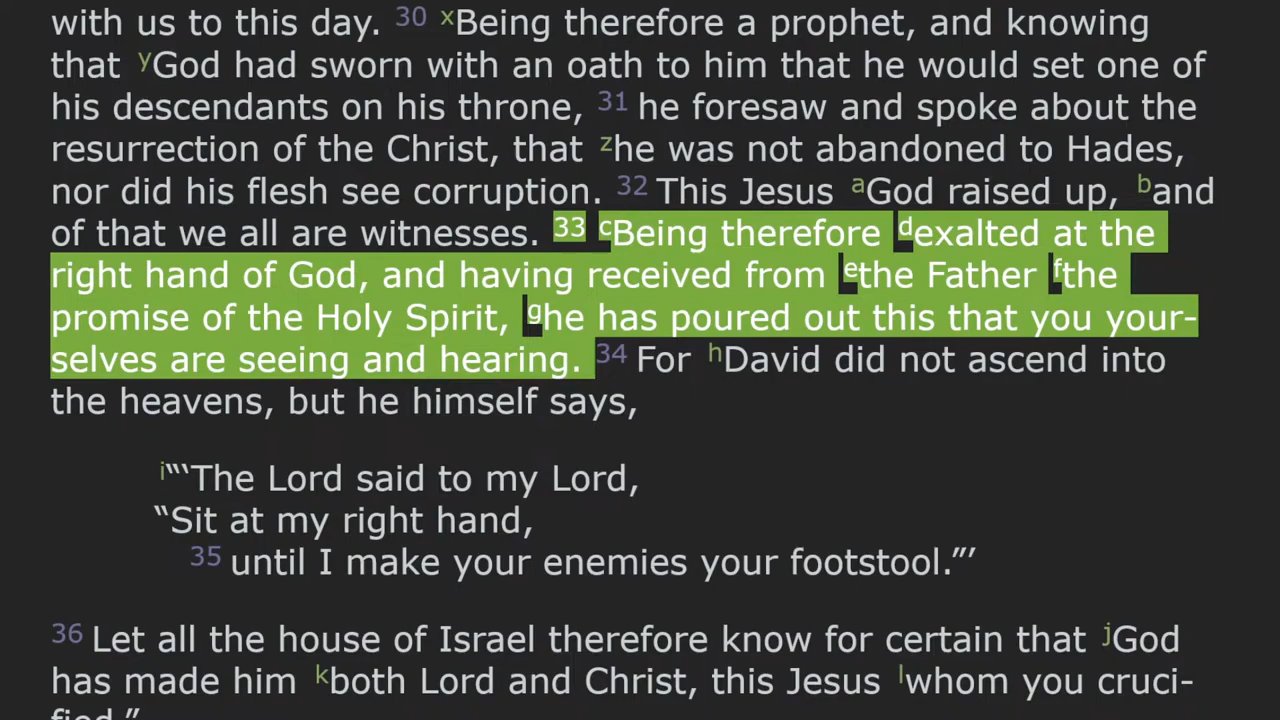 with us to this day. 30 xBeing therefore a prophet, and knowing
that yGod had sworn with an oath to him that he would set one of
his descendants on his throne, 31 he foresaw and spoke about the
resurrection of the Christ, that zhe was not abandoned to Hades,
nor did his flesh see corruption. 32 This Jesus aGod raised up, band
of that we all are witnesses. 33 cBeing therefore dexalted at the
right hand of God, and having received from ethe Father fthe
promise of the Holy Spirit, ghe has poured out this that you your-
selves are seeing and hearing. 34 For hDavid did not ascend into
the heavens, but he himself says,
i“‘The Lord said to my Lord,
“Sit at my right hand,
35 until I make your enemies your footstool.”’
36 Let all the house of Israel therefore know for certain that jGod
has made him kboth Lord and Christ, this Jesus lwhom you cruci-
fied.”